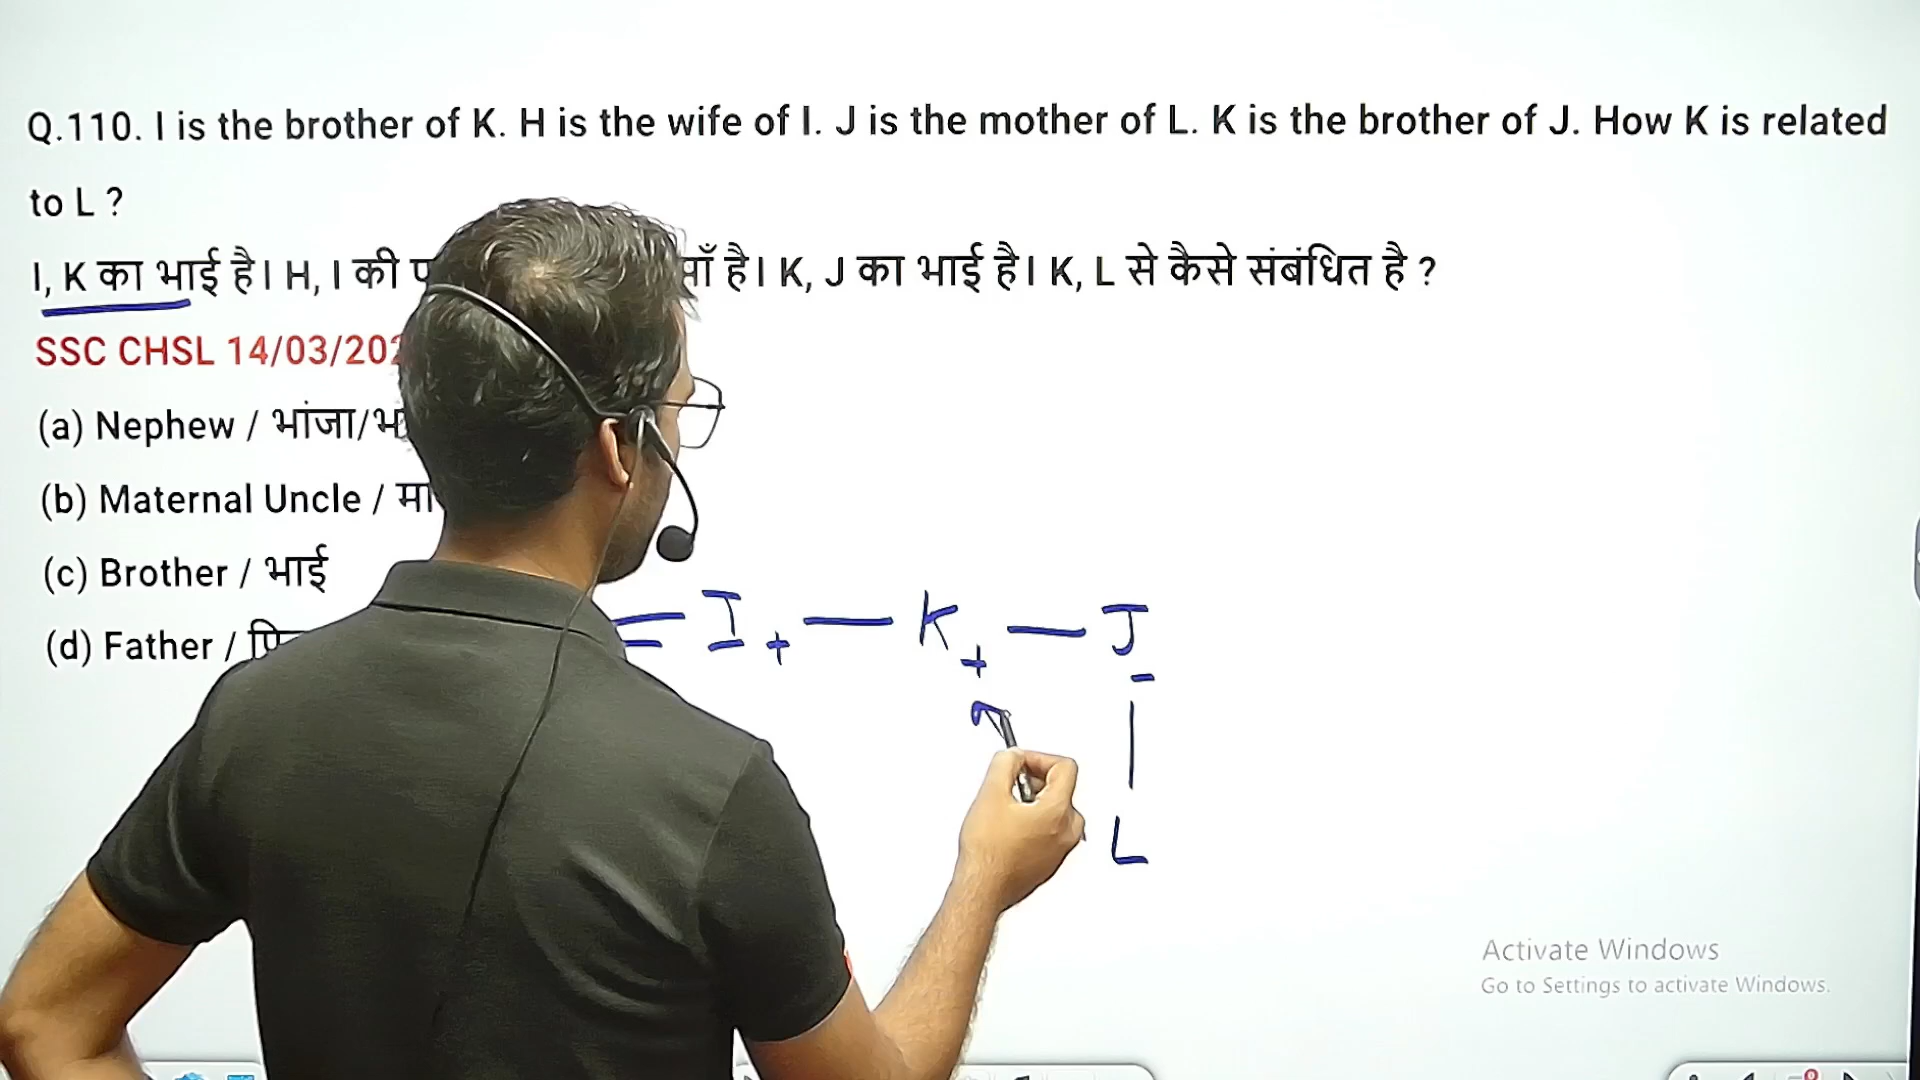 Q.110. I is the brother of K. H is the wife of I. J is the mother of L. K is the brother of J. How K is related
to L ?
I, K का भाई है। H, I की माँ है। K, J का भाई है। K, L से कैसे संबंधित है ?
SSC CHSL 14/03/202
(a) Nephew / भांजा/
(b) Maternal Uncle /
(c) Brother / भाई
(d) Father /
= I + — K + — J -
L
Activate Windows
Go to Settings to activate Windows.